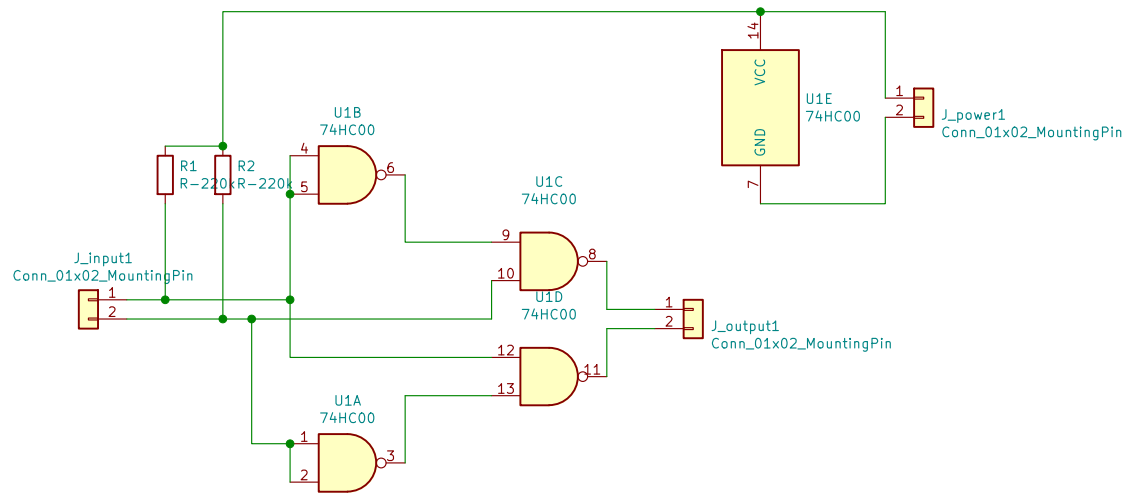 14
VCC
U1E
74HC00
GND
7
1
2
J_power1
Conn_01x02_MountingPin
U1B
74HC00
4
5
6
R1
R-220k
R2
R-220k
U1C
74HC00
9
10
8
J_input1
Conn_01x02_MountingPin
1
2
U1D
74HC00
12
13
11
1
2
J_output1
Conn_01x02_MountingPin
U1A
74HC00
1
2
3